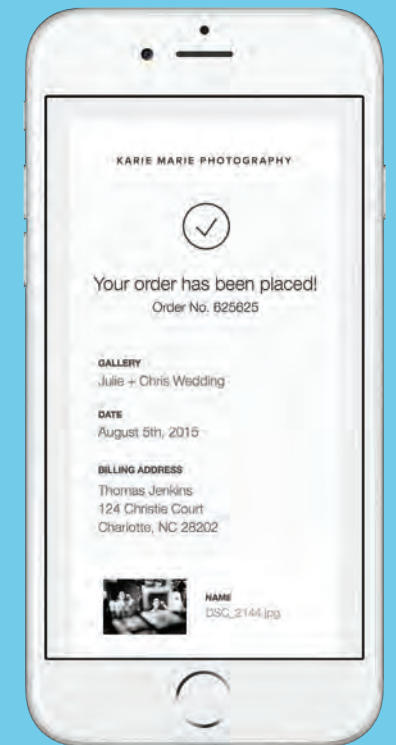 KARIE MARIE PHOTOGRAPHY
Your order has been placed!
Order No. 625625
GALLERY
Julie + Chris Wedding
DATE
August 5th, 2015
BILLING ADDRESS
Thomas Jenkins
124 Christie Court
Charlotte, NC 28202
NAME
DSC_2144.jpg